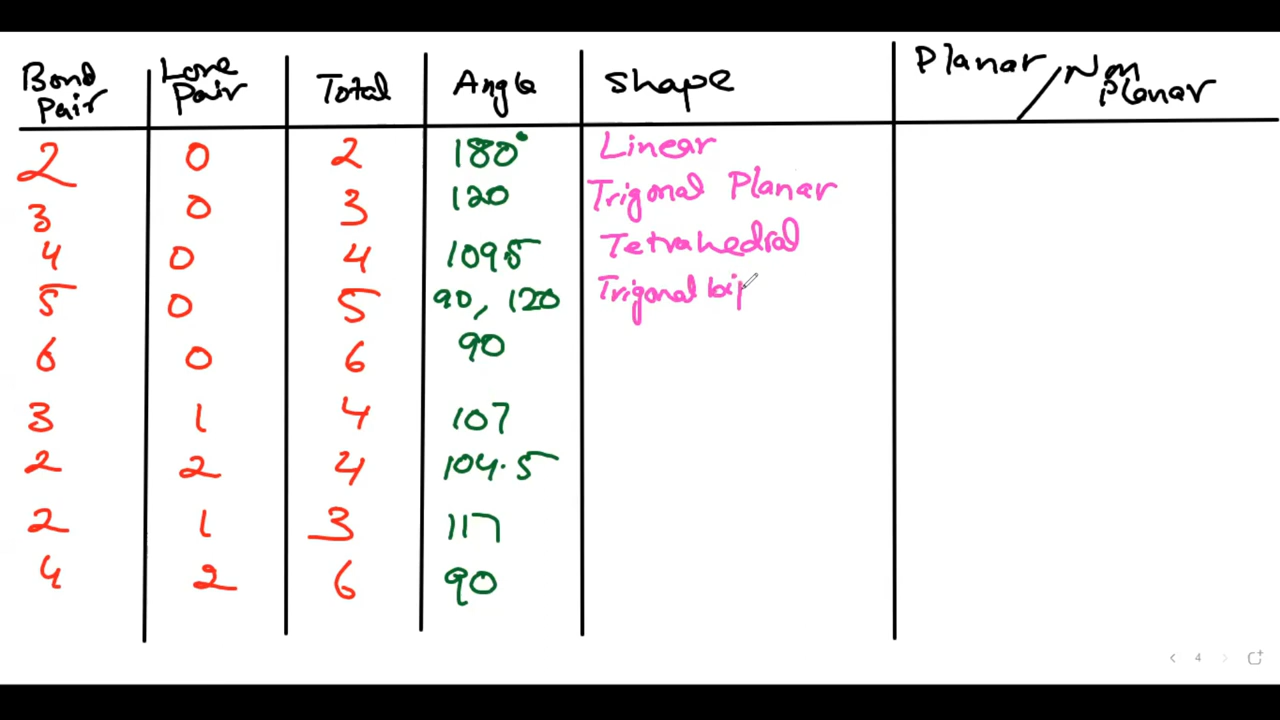 Bond Pair | Lone Pair | Total | Angle | Shape | Planar / Non Planar
2 | 0 | 2 | 180° | Linear
3 | 0 | 3 | 120 | Trigonal Planar
4 | 0 | 4 | 109.5 | Tetrahedral
5 | 0 | 5 | 90, 120 | Trigonal bip
6 | 0 | 6 | 90
3 | 1 | 4 | 107
2 | 2 | 4 | 104.5
2 | 1 | 3 | 117
4 | 2 | 6 | 90
< 4 >